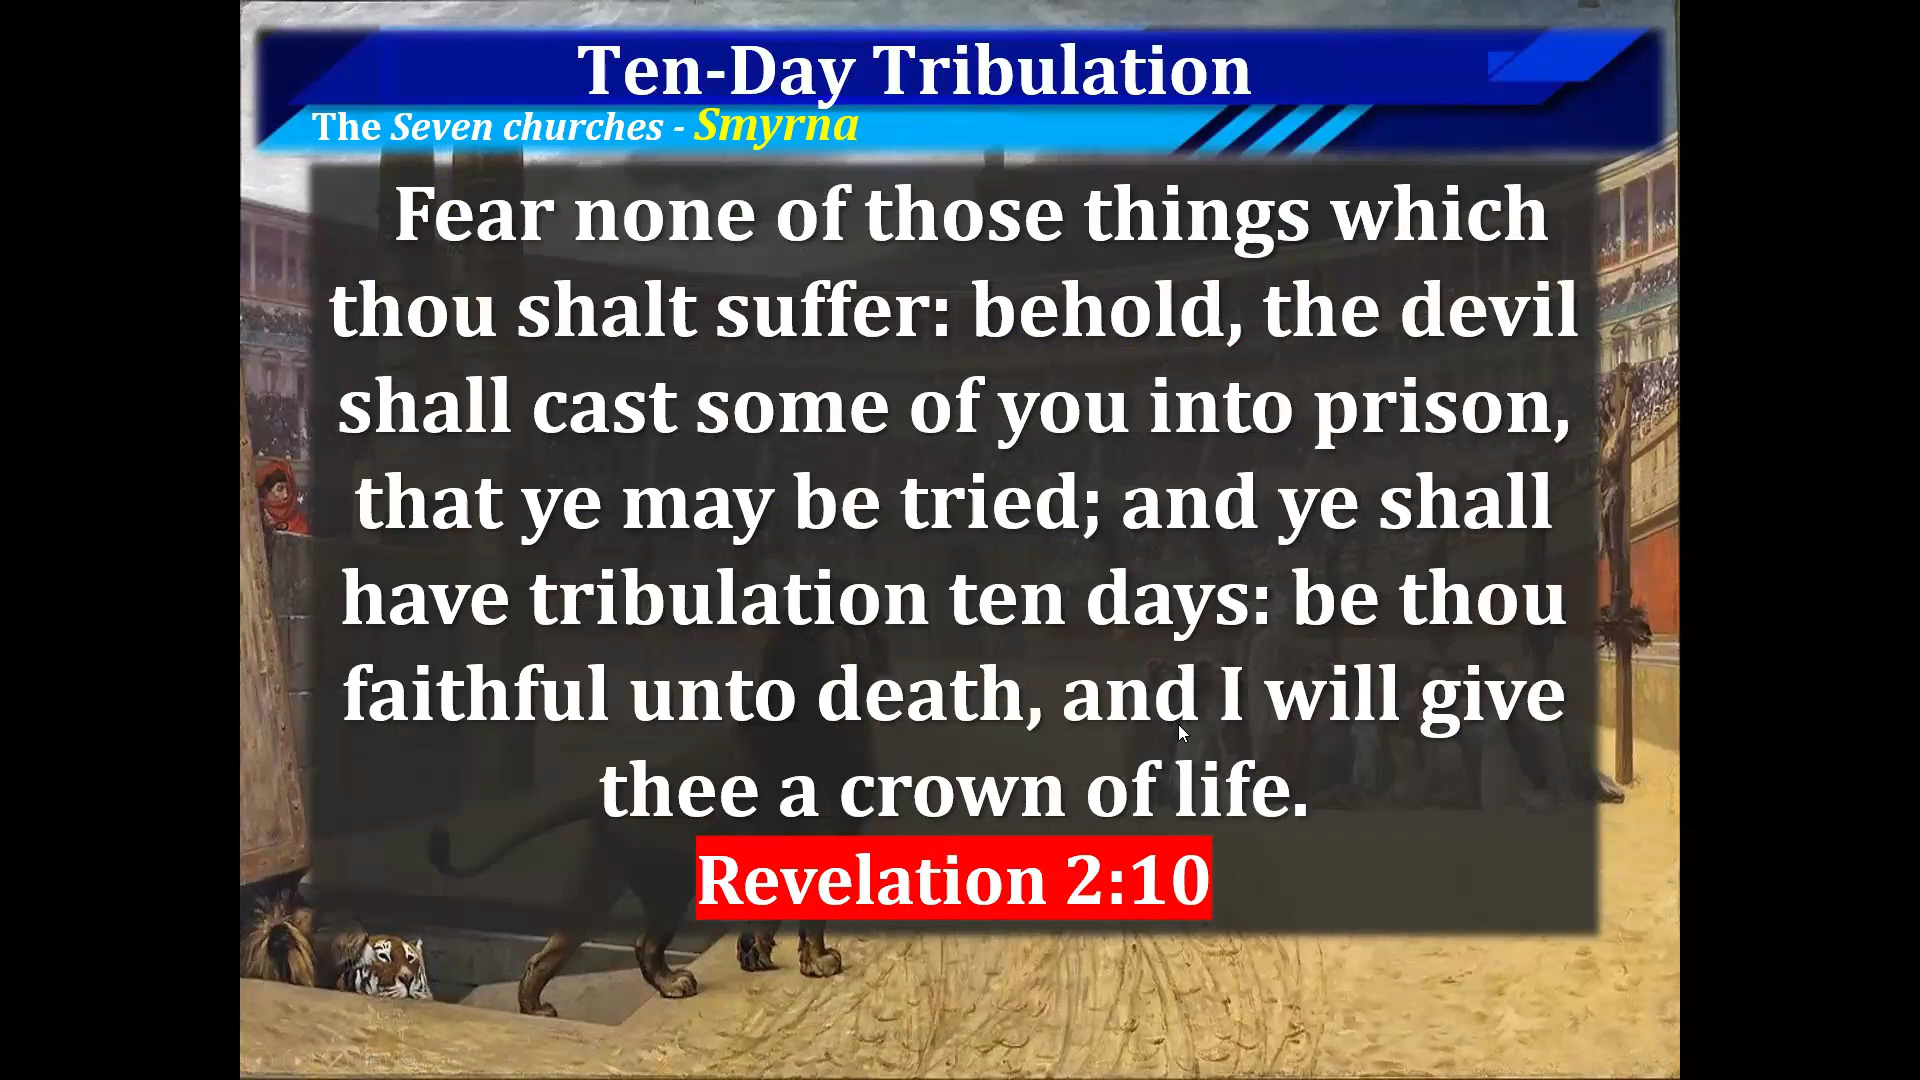 Ten-Day Tribulation
The Seven churches - Smyrna
Fear none of those things which
thou shalt suffer: behold, the devil
shall cast some of you into prison,
that ye may be tried; and ye shall
have tribulation ten days: be thou
faithful unto death, and I will give
thee a crown of life.
Revelation 2:10